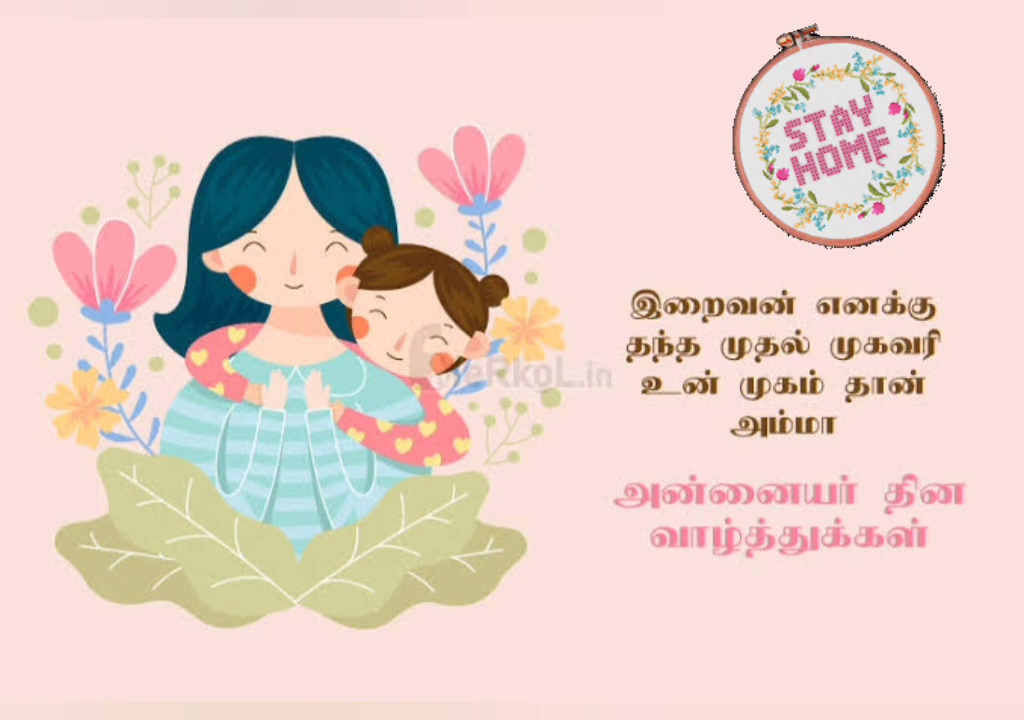 STAY
HOME
இறைவன் எனக்கு
தந்த முதல் முகவரி
உன் முகம் தான்
அம்மா
அன்னையர் தின
வாழ்த்துக்கள்